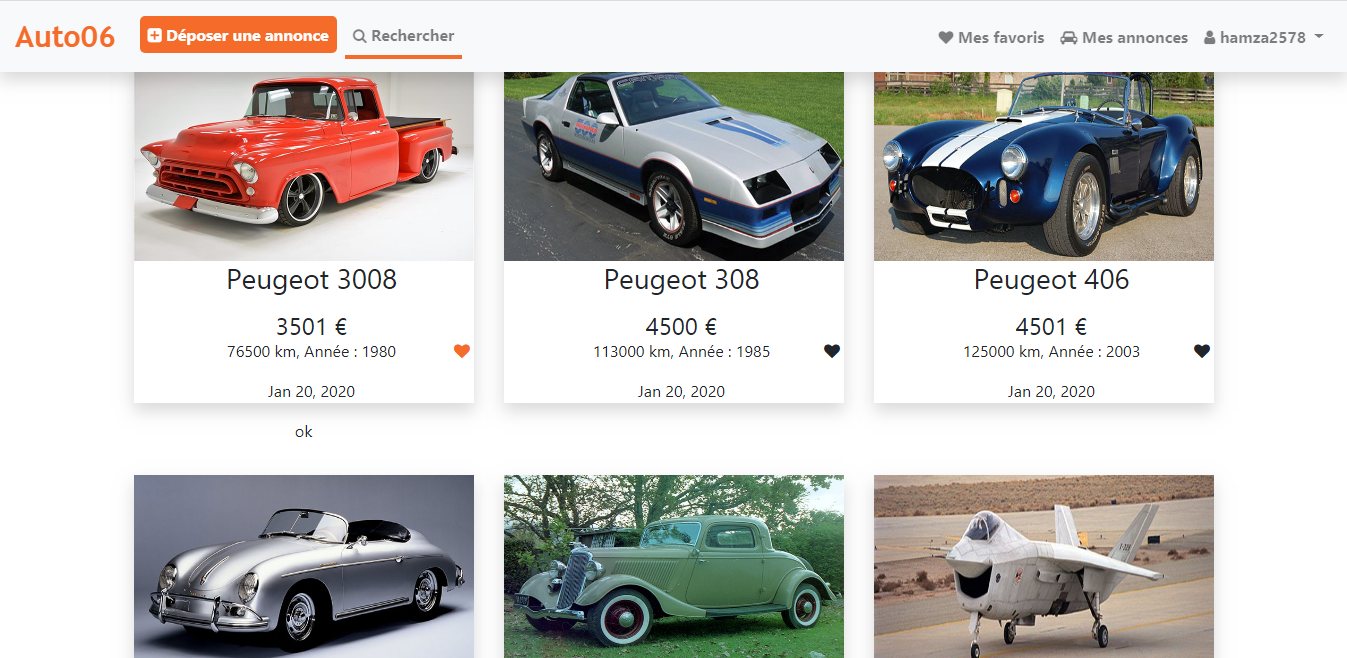 Auto06
Déposer une annonce
Rechercher
Mes favoris
Mes annonces
hamza2578
Peugeot 3008
3501 €
76500 km, Année : 1980
Jan 20, 2020
ok
Peugeot 308
4500 €
113000 km, Année : 1985
Jan 20, 2020
Peugeot 406
4501 €
125000 km, Année : 2003
Jan 20, 2020